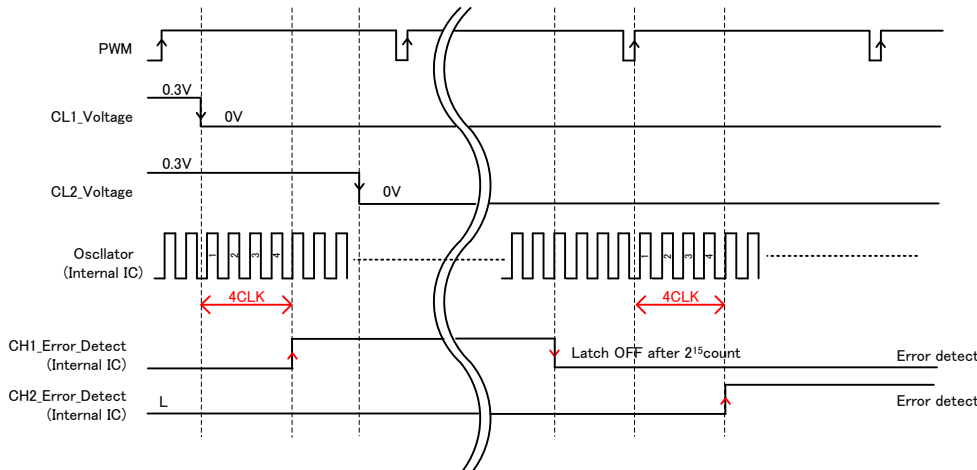 PWM
0.3V
CL1_Voltage
0V
0.3V
CL2_Voltage
0V
Oscllator
(Internal IC)
1 2 3 4
1 2 3 4
4CLK
4CLK
CH1_Error_Detect
(Internal IC)
Latch OFF after 2¹⁵count
Error detect
CH2_Error_Detect
(Internal IC)
L
Error detect